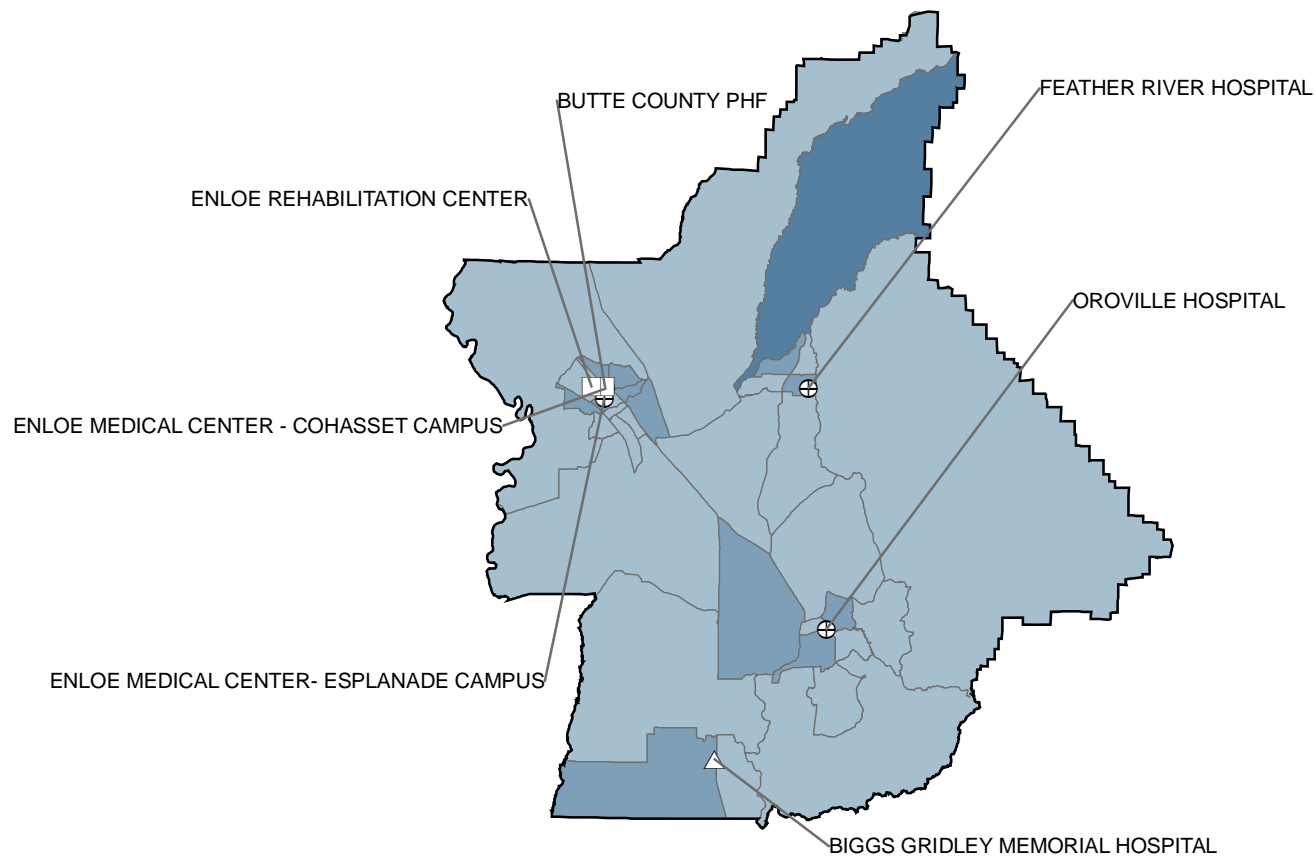 FEATHER RIVER HOSPITAL
BUTTE COUNTY PHF
ENLOE REHABILITATION CENTER
OROVILLE HOSPITAL
ENLOE MEDICAL CENTER - COHASSET CAMPUS
ENLOE MEDICAL CENTER- ESPLANADE CAMPUS
BIGGS GRIDLEY MEMORIAL HOSPITAL